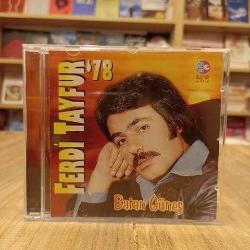 FERDİ TAYFUR '78
Batan Güneş